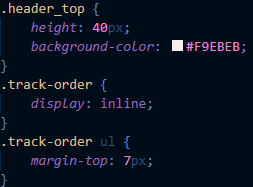 .header_top {
    height: 40px;
    background-color: #F9EBEB;
}
.track-order {
    display: inline;
}
.track-order ul {
    margin-top: 7px;
}